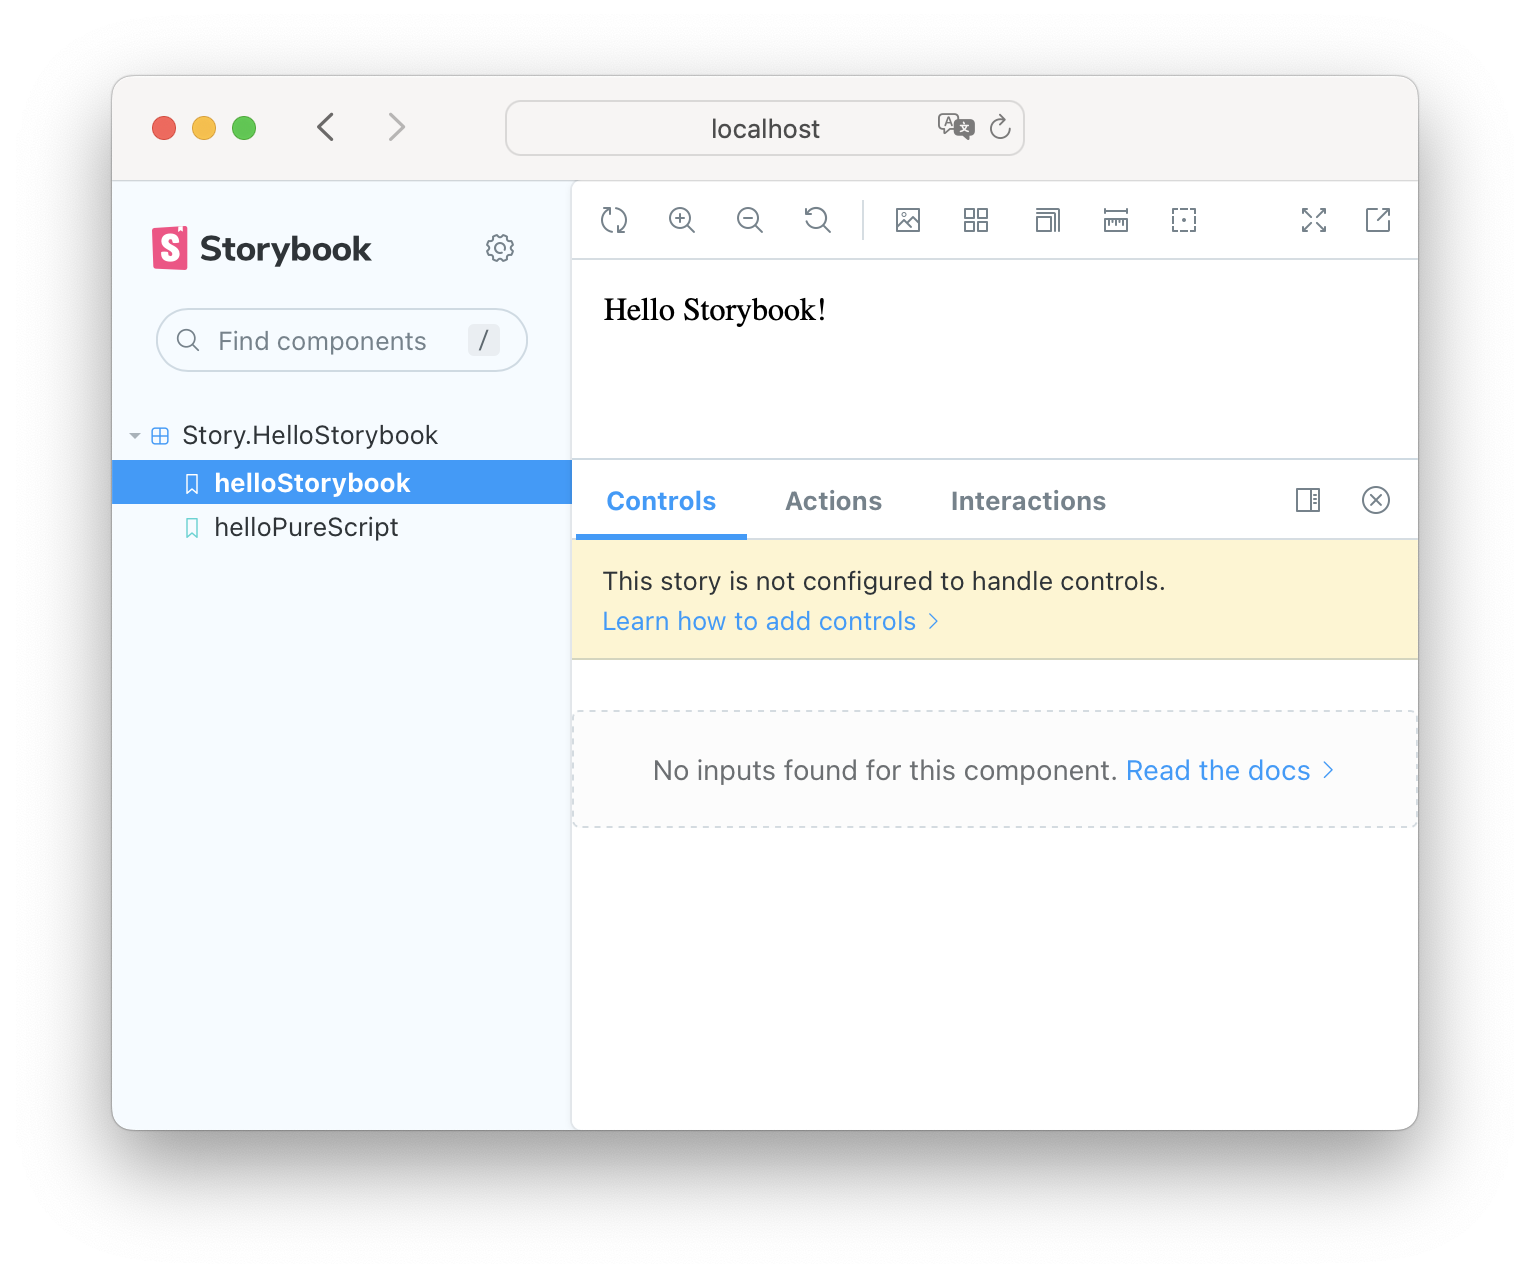 localhost
Storybook
Find components /
Story.HelloStorybook
helloStorybook
helloPureScript
Hello Storybook!
Controls Actions Interactions
This story is not configured to handle controls.
Learn how to add controls
No inputs found for this component. Read the docs